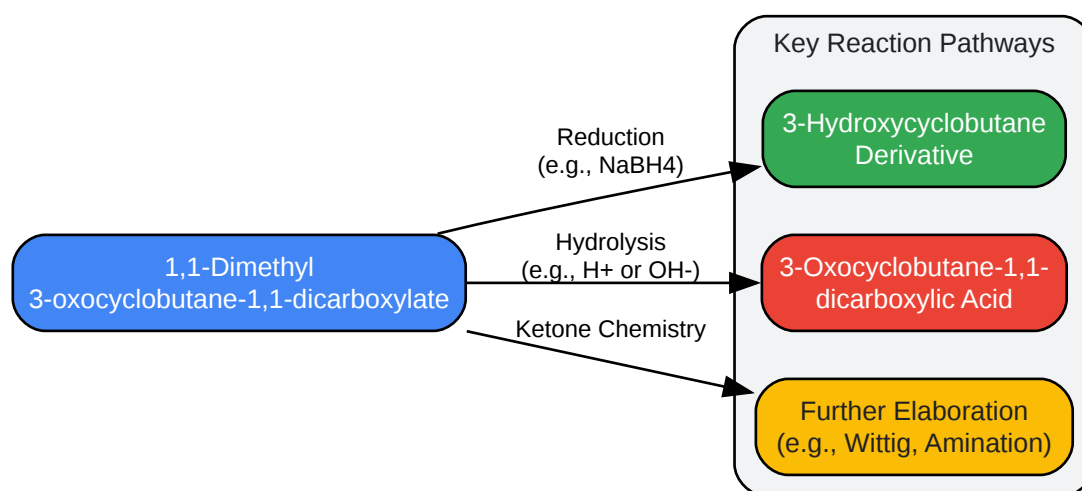 Key Reaction Pathways
3-Hydroxycyclobutane
Derivative
Reduction
(e.g., NaBH4)
1,1-Dimethyl
3-oxocyclobutane-1,1-dicarboxylate
Hydrolysis
(e.g., H+ or OH-)
3-Oxocyclobutane-1,1-
dicarboxylic Acid
Ketone Chemistry
Further Elaboration
(e.g., Wittig, Amination)